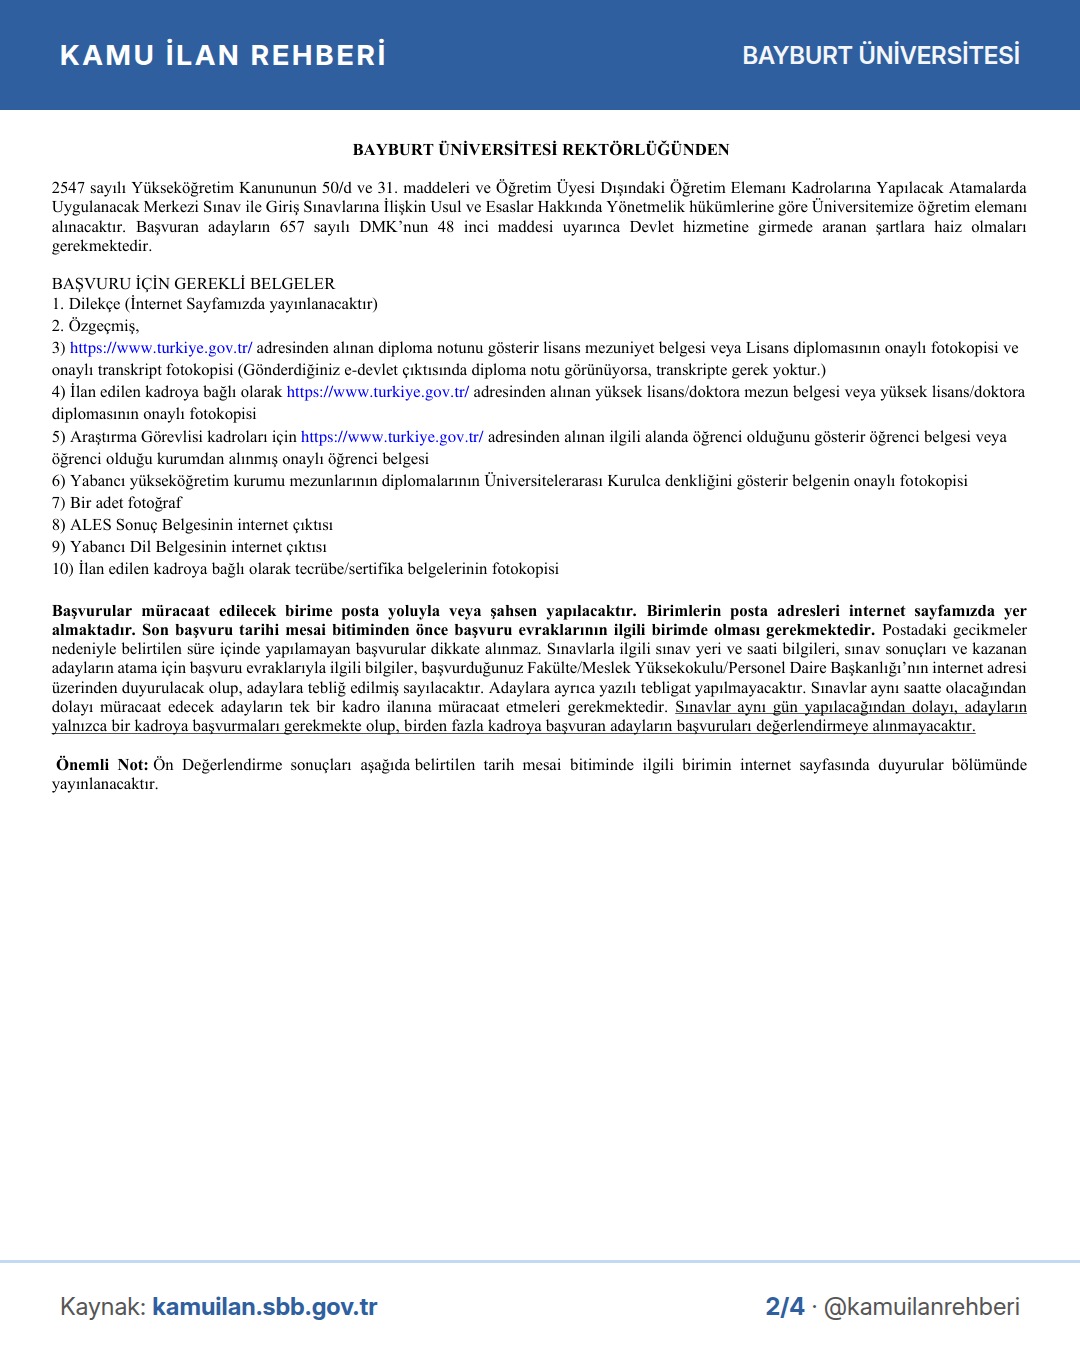 KAMU İLAN REHBERİ
BAYBURT ÜNİVERSİTESİ
BAYBURT ÜNİVERSİTESİ REKTÖRLÜĞÜNDEN
2547 sayılı Yükseköğretim Kanununun 50/d ve 31. maddeleri ve Öğretim Üyesi Dışındaki Öğretim Elemanı Kadrolarına Yapılacak Atamalarda
Uygulanacak Merkezi Sınav ile Giriş Sınavlarına İlişkin Usul ve Esaslar Hakkında Yönetmelik hükümlerine göre Üniversitemize öğretim elemanı
alınacaktır. Başvuran adayların 657 sayılı DMK’nun 48 inci maddesi uyarınca Devlet hizmetine girmede aranan şartlara haiz olmaları
gerekmektedir.
BAŞVURU İÇİN GEREKLİ BELGELER
1. Dilekçe (İnternet Sayfamızda yayınlanacaktır)
2. Özgeçmiş,
3) https://www.turkiye.gov.tr/ adresinden alınan diploma notunu gösterir lisans mezuniyet belgesi veya Lisans diplomasının onaylı fotokopisi ve
onaylı transkript fotokopisi (Gönderdiğiniz e-devlet çıktısında diploma notu görünüyorsa, transkripte gerek yoktur.)
4) İlan edilen kadroya bağlı olarak https://www.turkiye.gov.tr/ adresinden alınan yüksek lisans/doktora mezun belgesi veya yüksek lisans/doktora
diplomasının onaylı fotokopisi
5) Araştırma Görevlisi kadroları için https://www.turkiye.gov.tr/ adresinden alınan ilgili alanda öğrenci olduğunu gösterir öğrenci belgesi veya
öğrenci olduğu kurumdan alınmış onaylı öğrenci belgesi
6) Yabancı yükseköğretim kurumu mezunlarının diplomalarının Üniversitelerarası Kurulca denkliğini gösterir belgenin onaylı fotokopisi
7) Bir adet fotoğraf
8) ALES Sonuç Belgesinin internet çıktısı
9) Yabancı Dil Belgesinin internet çıktısı
10) İlan edilen kadroya bağlı olarak tecrübe/sertifika belgelerinin fotokopisi
Başvurular müracaat edilecek birime posta yoluyla veya şahsen yapılacaktır. Birimlerin posta adresleri internet sayfamızda yer
almaktadır. Son başvuru tarihi mesai bitiminden önce başvuru evraklarının ilgili birimde olması gerekmektedir. Postadaki gecikmeler
nedeniyle belirtilen süre içinde yapılamayan başvurular dikkate alınmaz. Sınavlarla ilgili sınav yeri ve saati bilgileri, sınav sonuçları ve kazanan
adayların atama için başvuru evraklarıyla ilgili bilgiler, başvurduğunuz Fakülte/Meslek Yüksekokulu/Personel Daire Başkanlığı’nın internet adresi
üzerinden duyurulacak olup, adaylara tebliğ edilmiş sayılacaktır. Adaylara ayrıca yazılı tebligat yapılmayacaktır. Sınavlar aynı saatte olacağından
dolayı müracaat edecek adayların tek bir kadro ilanına müracaat etmeleri gerekmektedir. Sınavlar aynı gün yapılacağından dolayı, adayların
yalnızca bir kadroya başvurmaları gerekmekte olup, birden fazla kadroya başvuran adayların başvuruları değerlendirmeye alınmayacaktır.
Önemli Not: Ön Değerlendirme sonuçları aşağıda belirtilen tarih mesai bitiminde ilgili birimin internet sayfasında duyurular bölümünde
yayınlanacaktır.
Kaynak: kamuilan.sbb.gov.tr
2/4 · @kamuilanrehberi